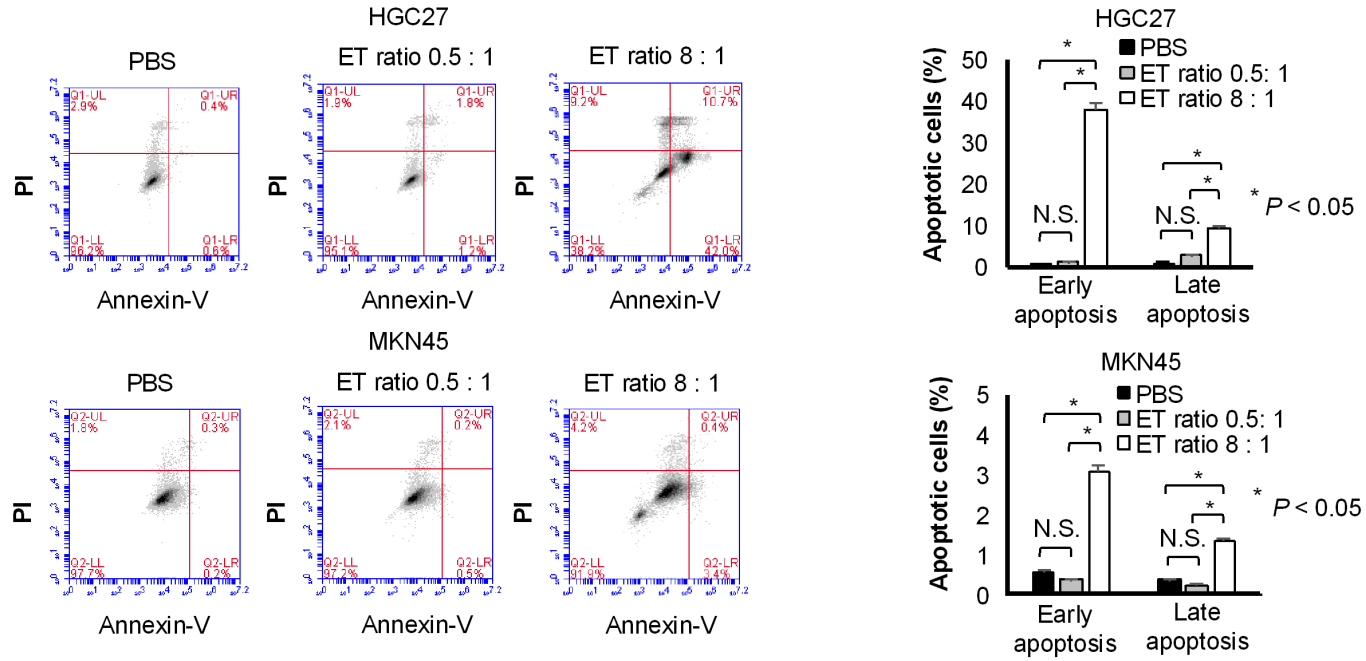 HGC27
PBS
ET ratio 0.5 : 1
ET ratio 8 : 1
Q1-UL
2.9%
Q1-UR
0.4%
Q1-LL
96.2%
Q1-LR
0.6%
Q1-UL
1.9%
Q1-UR
1.8%
Q1-LL
95.1%
Q1-LR
1.2%
Q1-UL
9.2%
Q1-UR
10.7%
Q1-LL
38.2%
Q1-LR
42.0%
PI
PI
PI
Annexin-V
Annexin-V
Annexin-V
MKN45
PBS
ET ratio 0.5 : 1
ET ratio 8 : 1
Q2-UL
1.8%
Q2-UR
0.3%
Q2-LL
97.7%
Q2-LR
0.2%
Q2-UL
2.1%
Q2-UR
0.2%
Q2-LL
97.2%
Q2-LR
0.5%
Q2-UL
4.2%
Q2-UR
0.4%
Q2-LL
91.9%
Q2-LR
3.4%
PI
PI
PI
Annexin-V
Annexin-V
Annexin-V
HGC27
PBS
ET ratio 0.5: 1
ET ratio 8 : 1
Apoptotic cells (%)
50
40
30
20
10
0
*
*
N.S.
*
*
N.S.
* P < 0.05
Early
apoptosis
Late
apoptosis
MKN45
PBS
ET ratio 0.5: 1
ET ratio 8 : 1
Apoptotic cells (%)
5
4
3
2
1
0
*
*
N.S.
*
*
N.S.
* P < 0.05
Early
apoptosis
Late
apoptosis